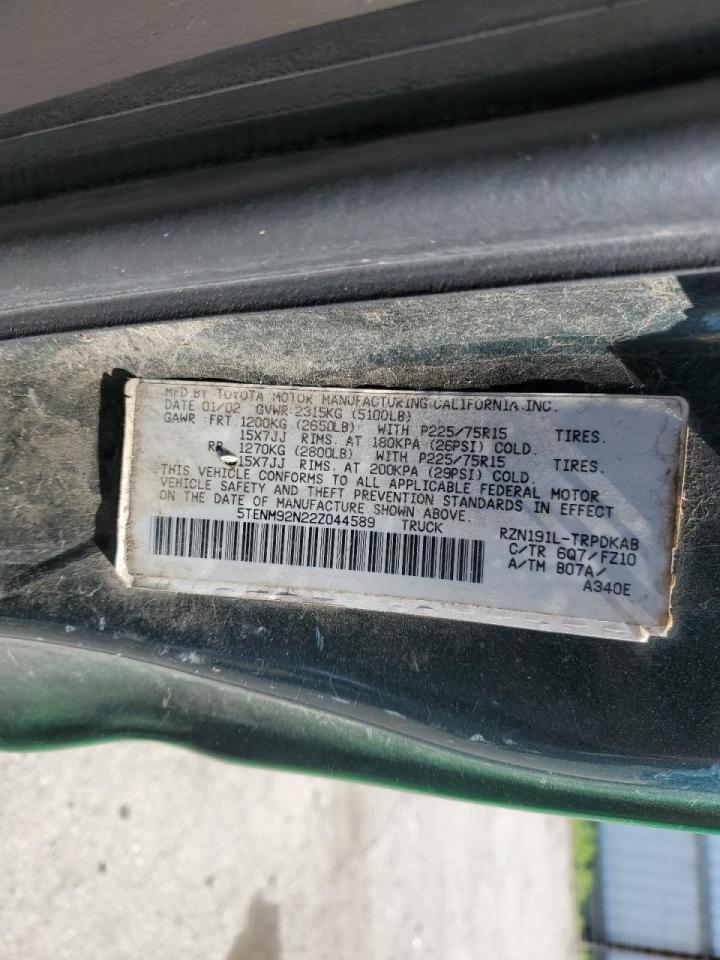 MFD BY TOYOTA MOTOR MANUFACTURING CALIFORNIA INC.
DATE 01/02 GVWR 2315KG (5100LB)
GAWR FRT. 1200KG (2650LB) WITH P225/75R15 TIRES.
15X7JJ RIMS. AT 180KPA (26PSI) COLD.
RR. 1270KG (2800LB) WITH P225/75R15 TIRES.
15X7JJ RIMS. AT 200KPA (29PSI) COLD.
THIS VEHICLE CONFORMS TO ALL APPLICABLE FEDERAL MOTOR
VEHICLE SAFETY AND THEFT PREVENTION STANDARDS IN EFFECT
ON THE DATE OF MANUFACTURE SHOWN ABOVE.
5TENM92N22Z044589 TRUCK
RZN191L-TRPDKAB
C/TR 6Q7/FZ10
A/TM B07A/
A340E